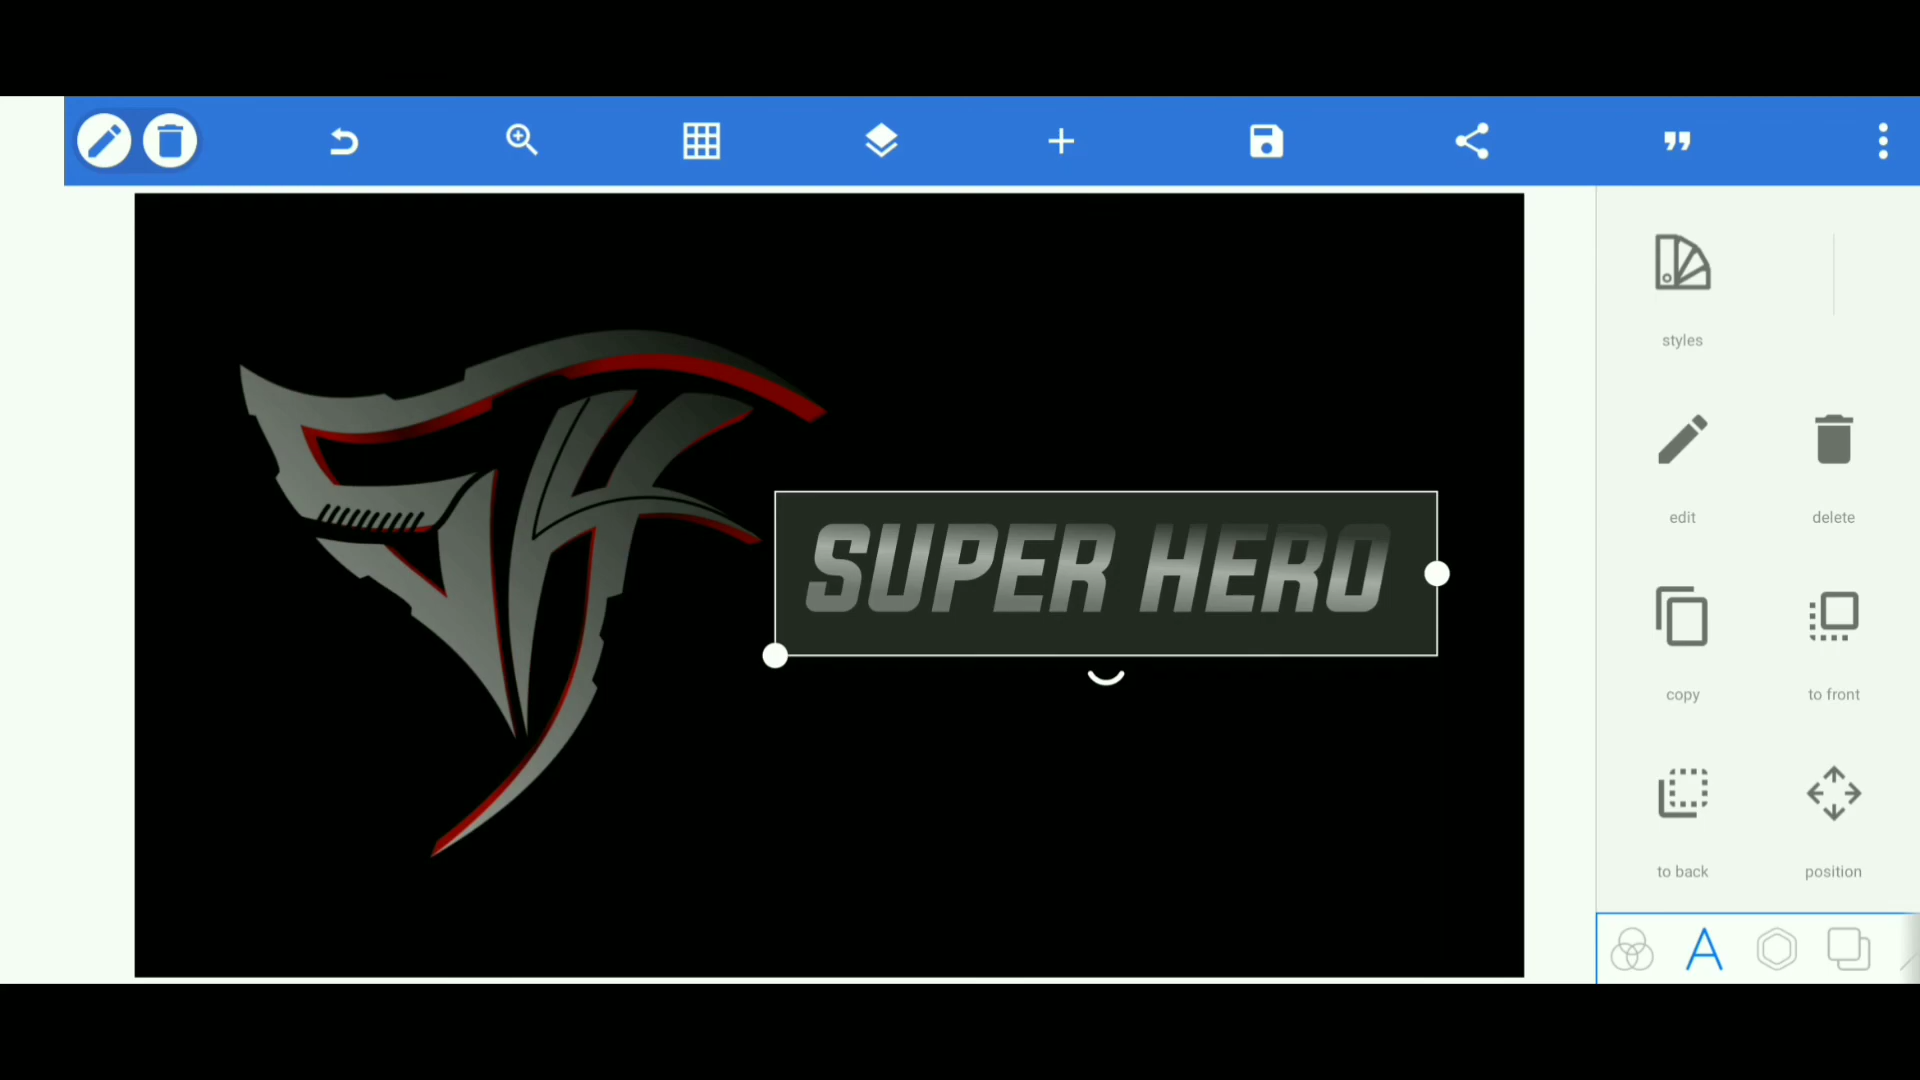 styles
SUPER HERO
edit
delete
copy
to front
to back
position